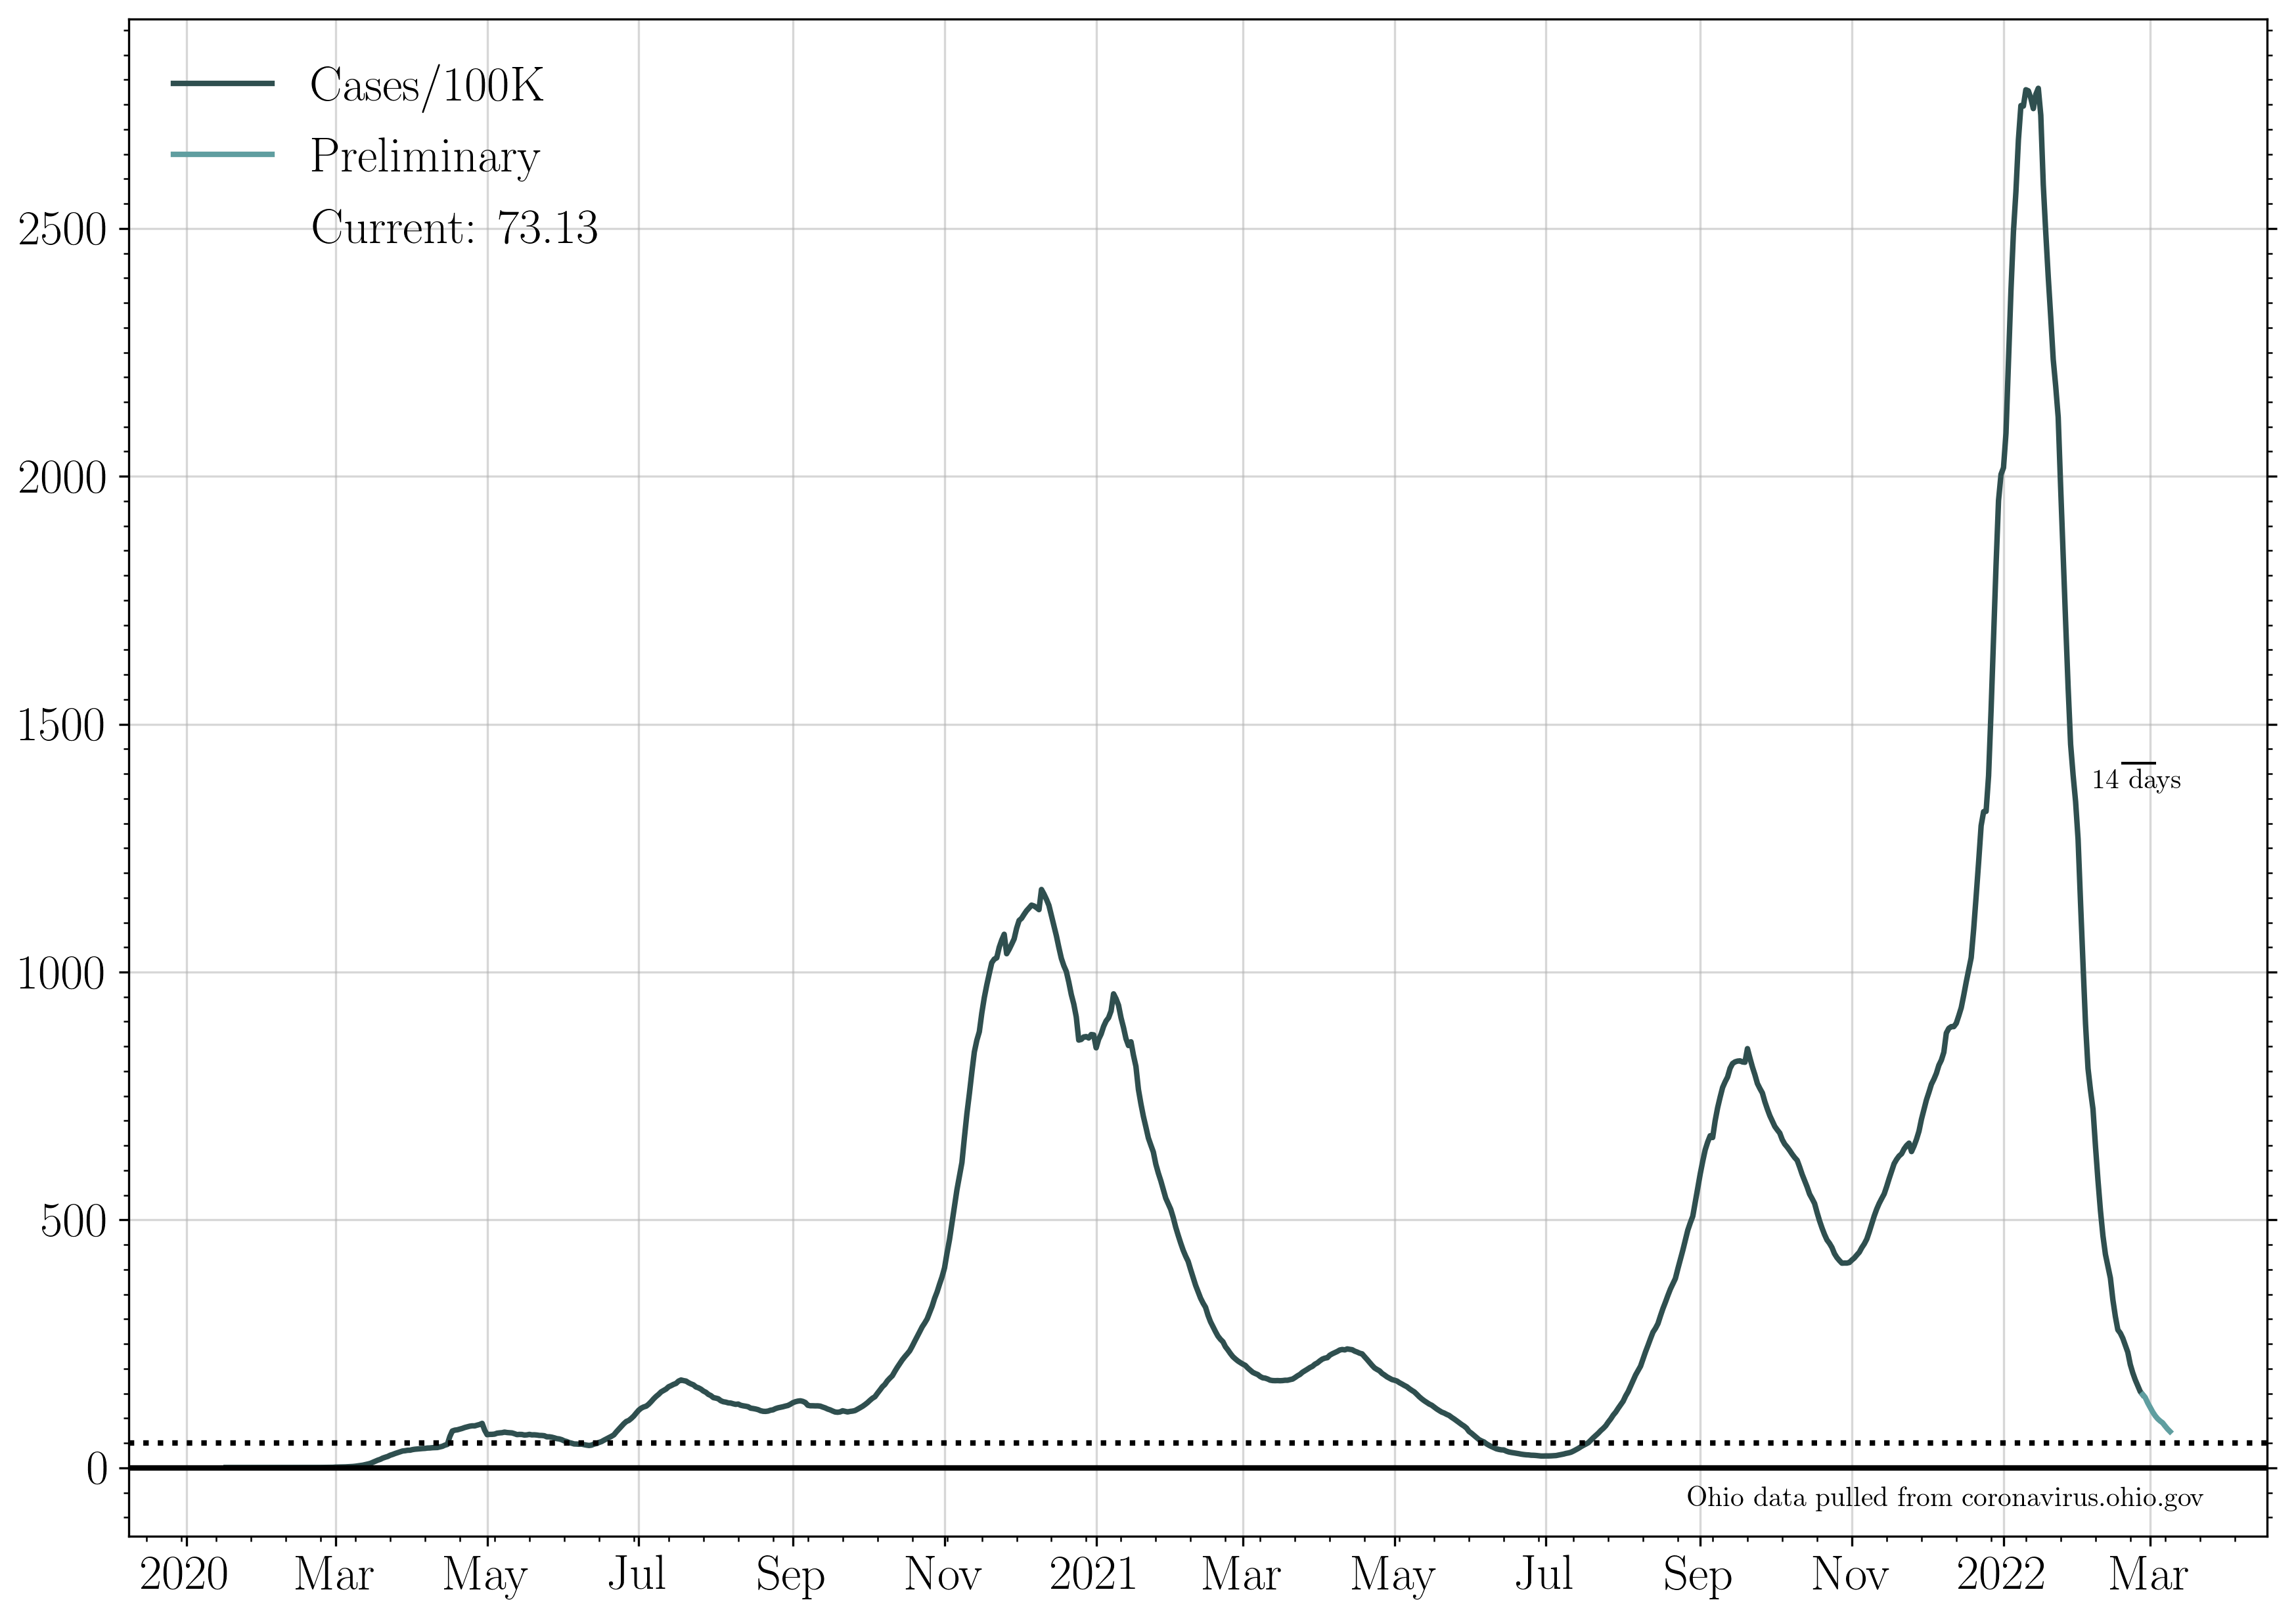 Cases/100K
Preliminary
Current: 73.13
2500
2000
1500
1000
500
0
14 days
Ohio data pulled from coronavirus.ohio.gov
2020 Mar May Jul Sep Nov 2021 Mar May Jul Sep Nov 2022 Mar